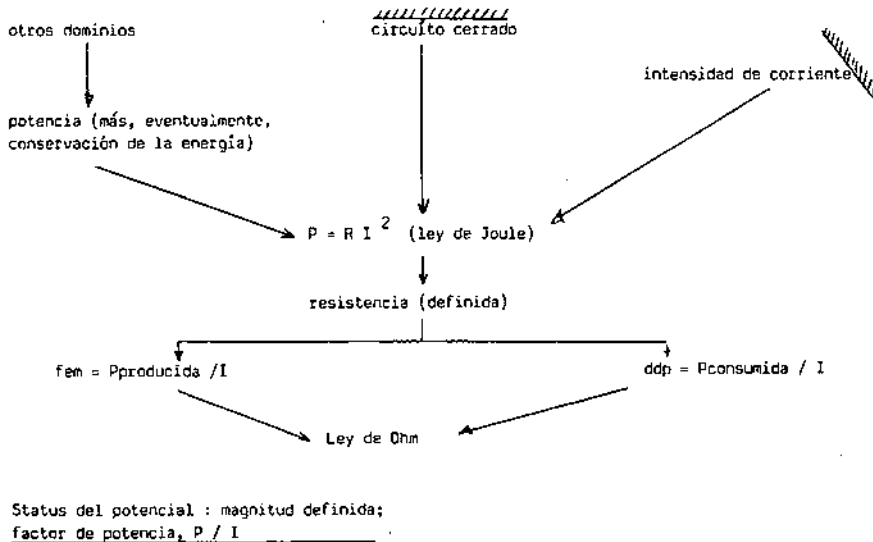 otros dominios
circuíto cerrado
intensidad de corriente
potencia (más, eventualmente,
conservación de la energía)
P = R I ² (ley de Joule)
resistencia (definida)
fem = Pproducida /I
ddp = Pconsumida / I
Ley de Ohm
Status del potencial : magnitud definida;
factor de potencia, P / I